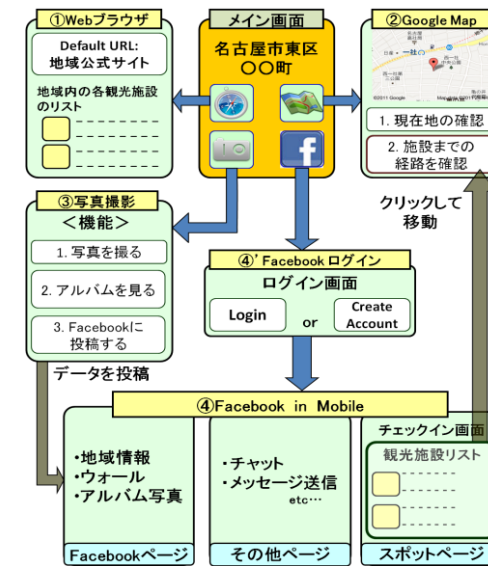 ①Webブラウザ
Default URL:
地域公式サイト
地域内の各観光施設
のリスト
メイン画面
名古屋市東区
〇〇町
②Google Map
一社
©2011 Google
1. 現在地の確認
2. 施設までの
経路を確認
③写真撮影
＜機能＞
1. 写真を撮る
2. アルバムを見る
3. Facebookに
投稿する
クリックして
移動
④’Facebook ログイン
ログイン画面
Login
or
Create
Account
データを投稿
④Facebook in Mobile
・地域情報
・ウォール
・アルバム写真
Facebookページ
・チャット
・メッセージ送信
etc…
その他ページ
チェックイン画面
観光施設リスト
スポットページ